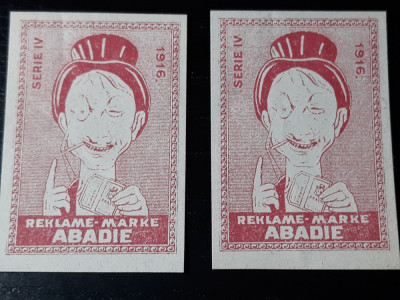 SERIE IV
1916.
REKLAME-MARKE
ABADIE
SERIE IV
1916.
REKLAME-MARKE
ABADIE